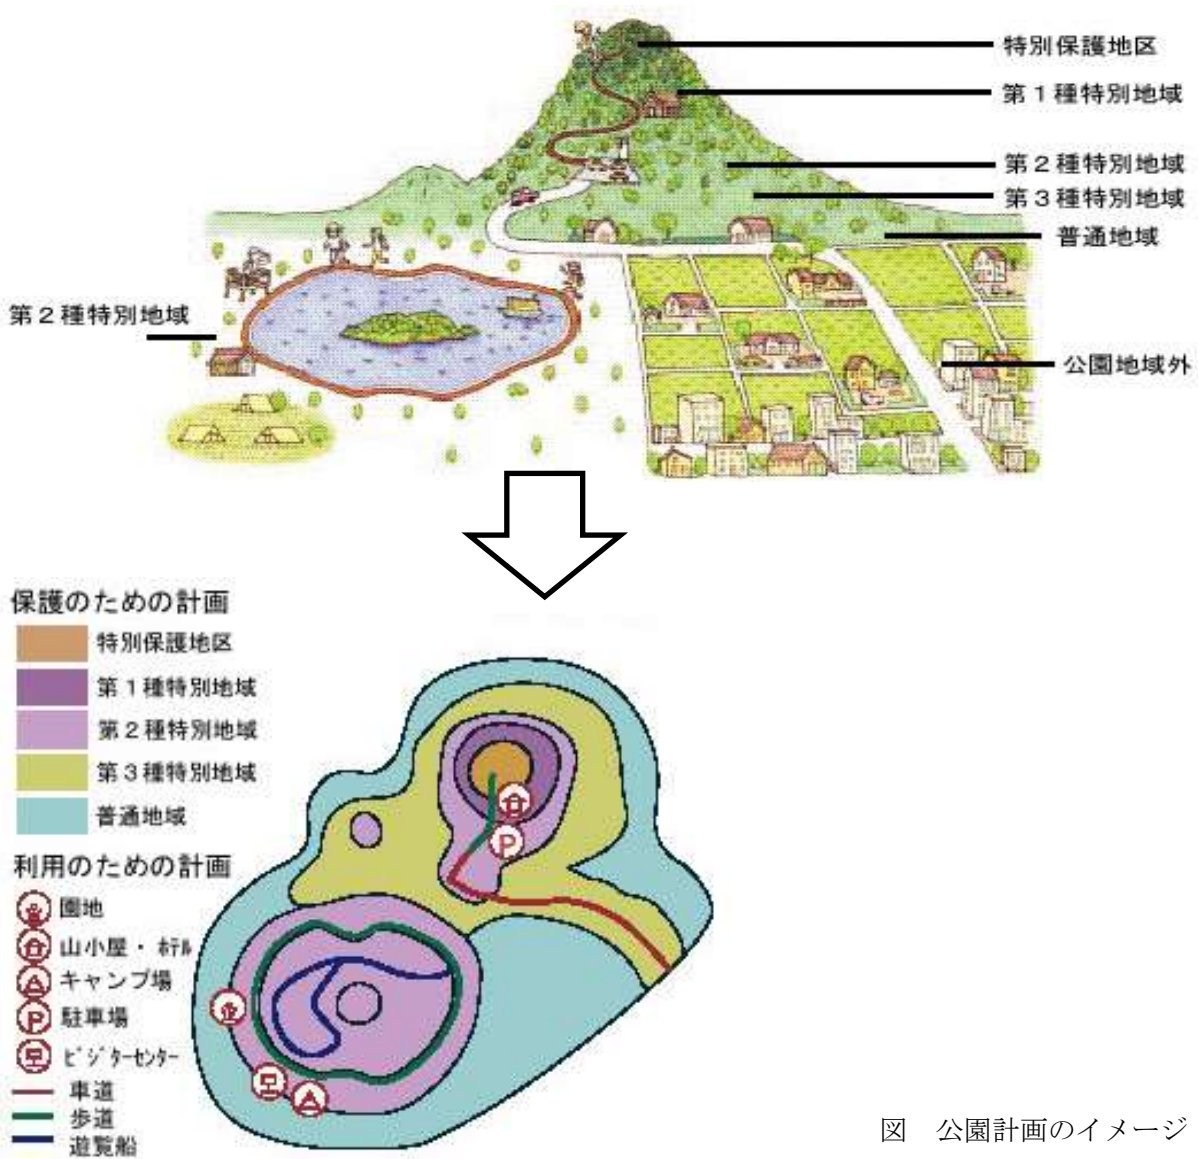 特別保護地区
第１種特別地域
第２種特別地域
第３種特別地域
普通地域
第２種特別地域
公園地域外
保護のための計画
特別保護地区
第１種特別地域
第２種特別地域
第３種特別地域
普通地域
利用のための計画
園地
山小屋・ﾎﾃﾙ
キャンプ場
P 駐車場
ﾋﾞｼﾞﾀｰｾﾝﾀｰ
車道
歩道
遊覧船
P
図　公園計画のイメージ